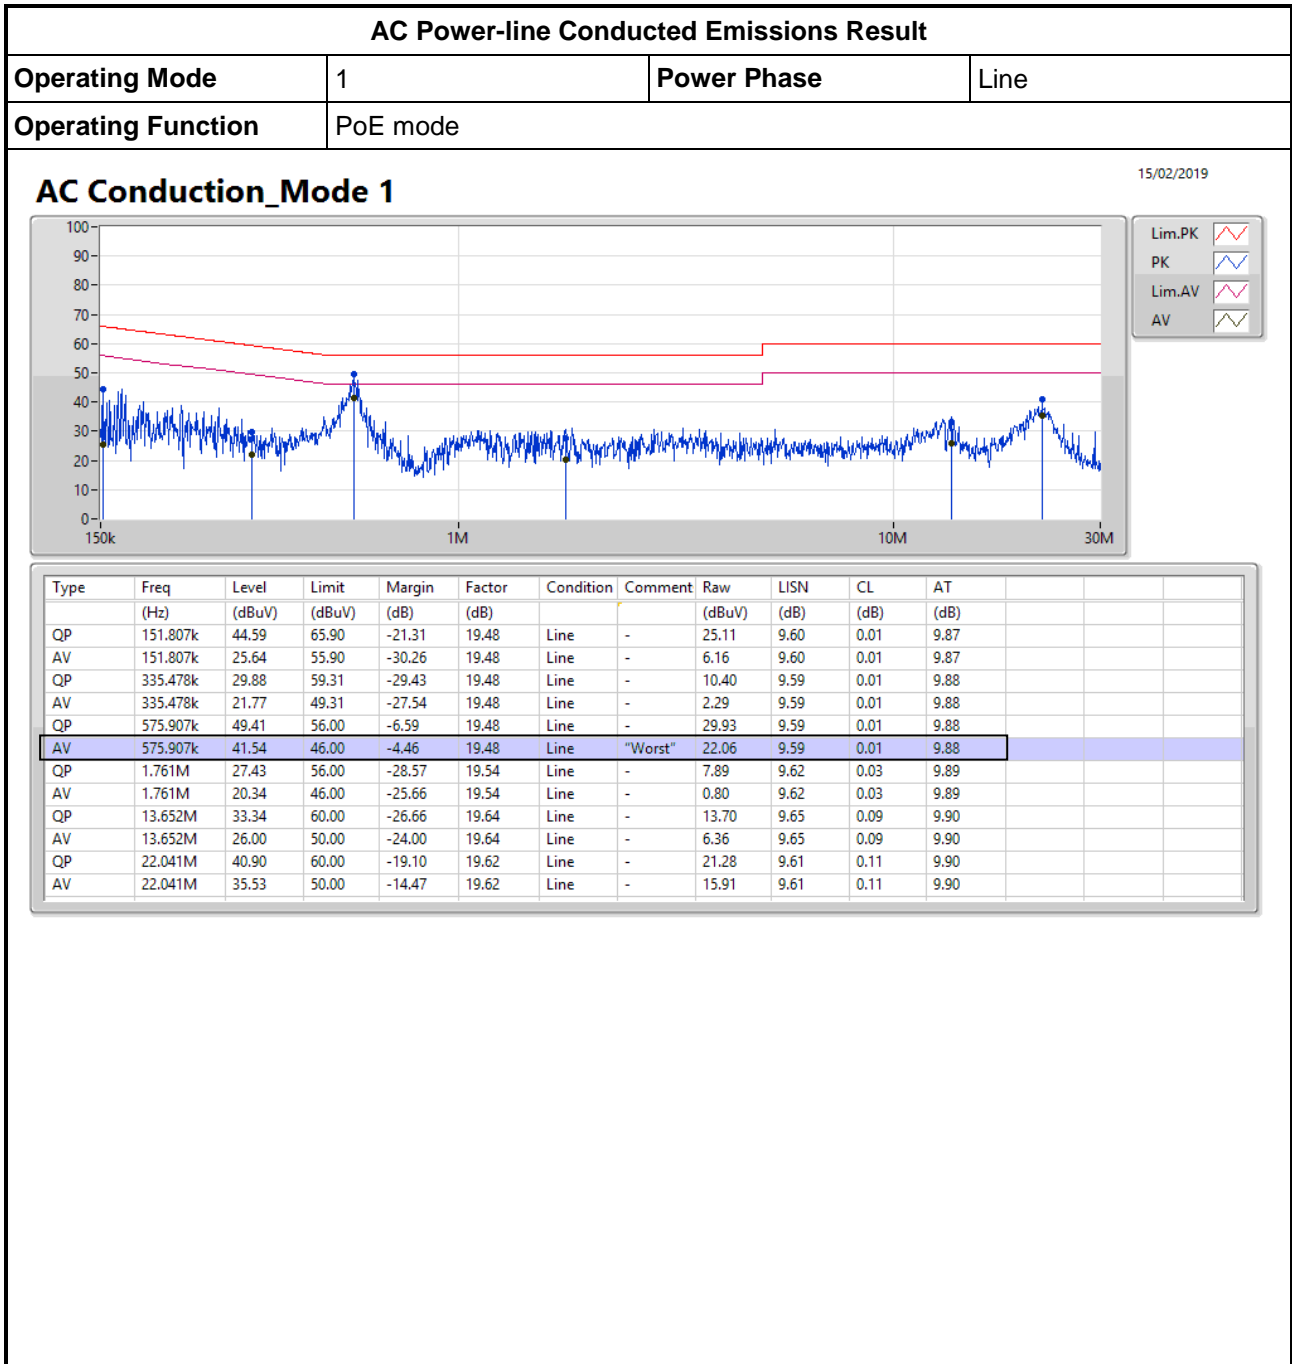 AC Power-line Conducted Emissions Result
Operating Mode 1 Power Phase Line
Operating Function PoE mode
15/02/2019
AC Conduction_Mode 1
100
90
80
70
60
50
40
30
20
10
0
150k 1M 10M 30M
Lim.PK
PK
Lim.AV
AV
Type Freq Level Limit Margin Factor Condition Comment Raw LISN CL AT
(Hz) (dBuV) (dBuV) (dB) (dB) (dBuV) (dB) (dB) (dB)
QP 151.807k 44.59 65.90 -21.31 19.48 Line - 25.11 9.60 0.01 9.87
AV 151.807k 25.64 55.90 -30.26 19.48 Line - 6.16 9.60 0.01 9.87
QP 335.478k 29.88 59.31 -29.43 19.48 Line - 10.40 9.59 0.01 9.88
AV 335.478k 21.77 49.31 -27.54 19.48 Line - 2.29 9.59 0.01 9.88
QP 575.907k 49.41 56.00 -6.59 19.48 Line - 29.93 9.59 0.01 9.88
AV 575.907k 41.54 46.00 -4.46 19.48 Line "Worst" 22.06 9.59 0.01 9.88
QP 1.761M 27.43 56.00 -28.57 19.54 Line - 7.89 9.62 0.03 9.89
AV 1.761M 20.34 46.00 -25.66 19.54 Line - 0.80 9.62 0.03 9.89
QP 13.652M 33.34 60.00 -26.66 19.64 Line - 13.70 9.65 0.09 9.90
AV 13.652M 26.00 50.00 -24.00 19.64 Line - 6.36 9.65 0.09 9.90
QP 22.041M 40.90 60.00 -19.10 19.62 Line - 21.28 9.61 0.11 9.90
AV 22.041M 35.53 50.00 -14.47 19.62 Line - 15.91 9.61 0.11 9.90